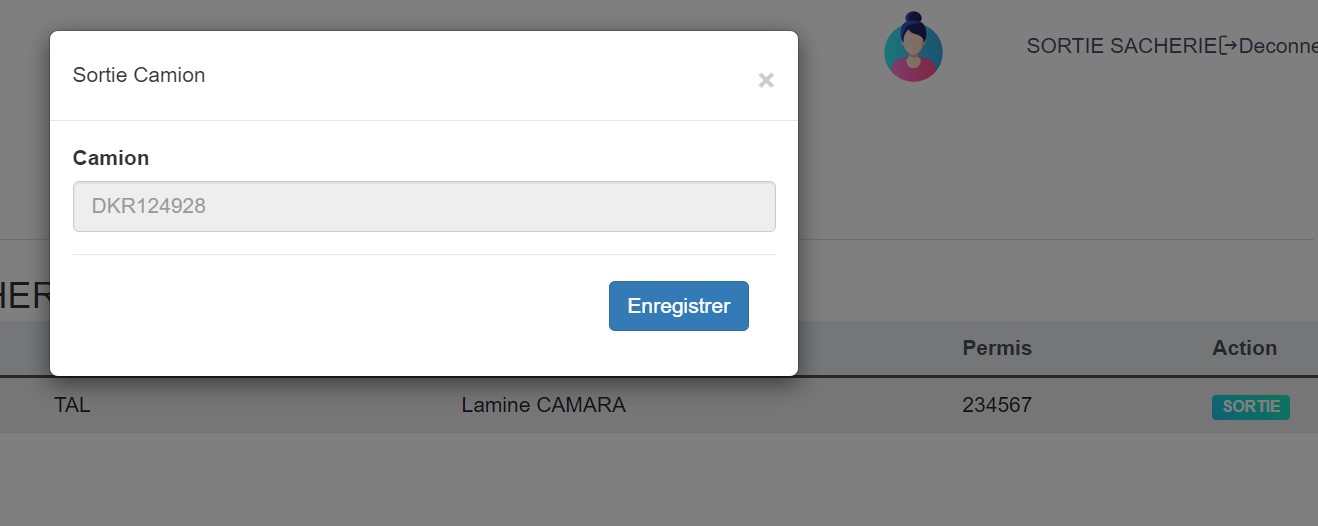 Sortie Camion
×
SORTIE SACHERIE Deconne
Camion
DKR124928
Enregistrer
HER
Permis Action
TAL Lamine CAMARA 234567 SORTIE